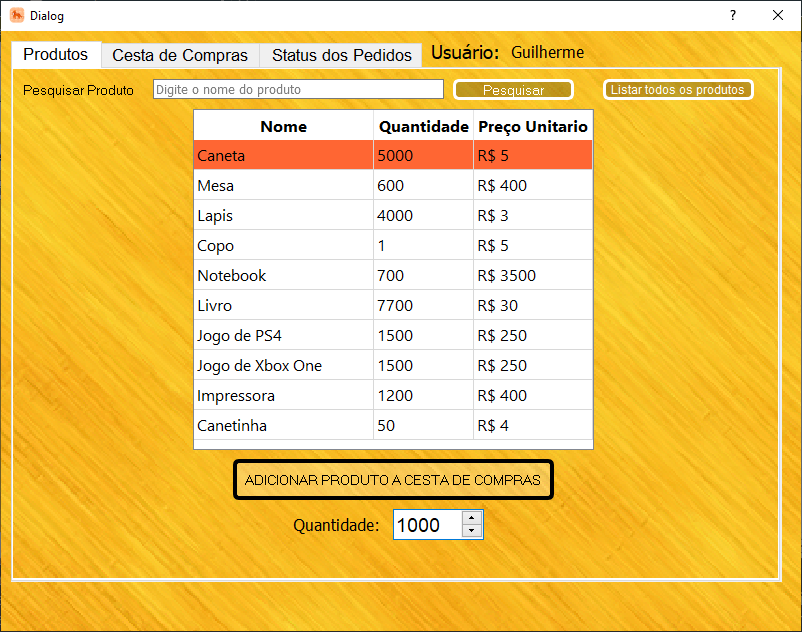 Dialog
Produtos Cesta de Compras Status dos Pedidos Usuário: Guilherme
Pesquisar Produto Digite o nome do produto Pesquisar Listar todos os produtos
Nome Quantidade Preço Unitario
Caneta 5000 R$ 5
Mesa 600 R$ 400
Lapis 4000 R$ 3
Copo 1 R$ 5
Notebook 700 R$ 3500
Livro 7700 R$ 30
Jogo de PS4 1500 R$ 250
Jogo de Xbox One 1500 R$ 250
Impressora 1200 R$ 400
Canetinha 50 R$ 4
ADICIONAR PRODUTO A CESTA DE COMPRAS
Quantidade: 1000